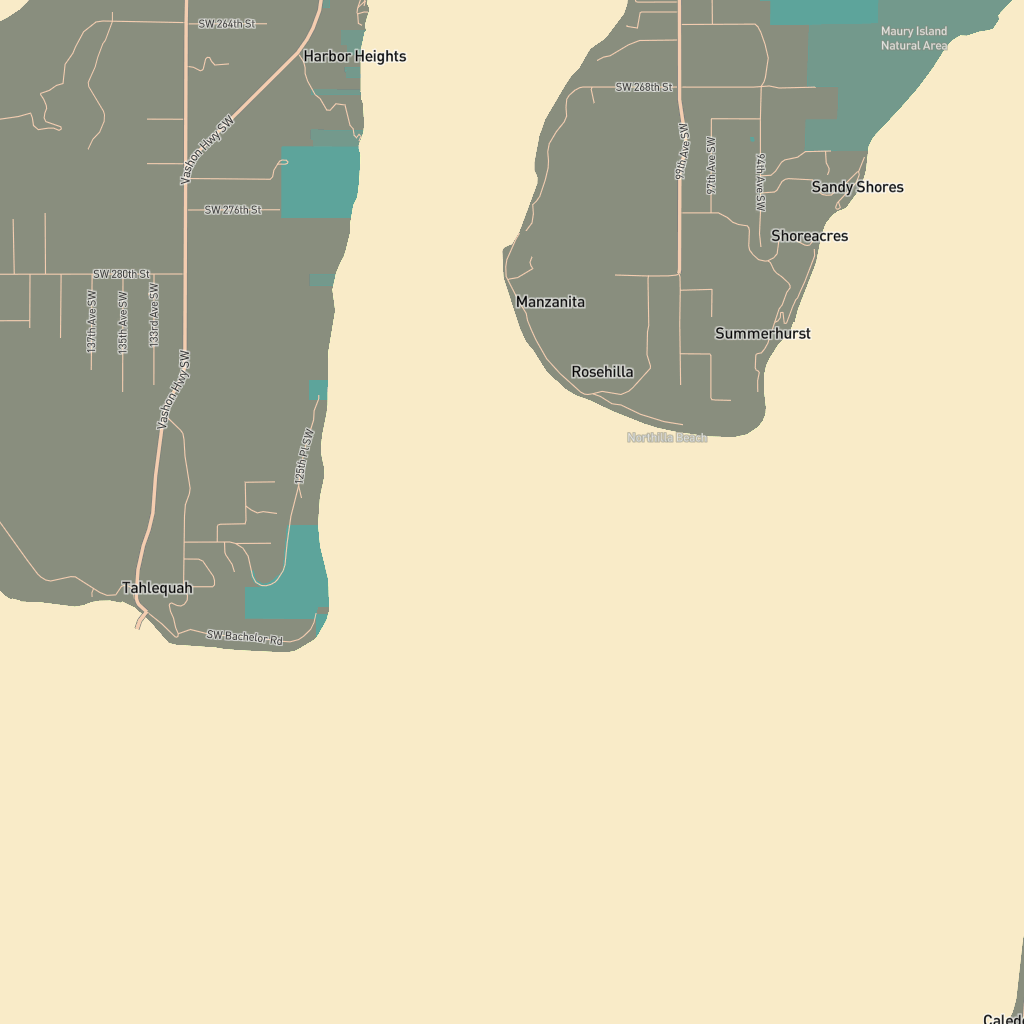 SW 264th St
Maury Island
Natural Area
Harbor Heights
SW 268th St
Vashon Hwy SW
99th Ave SW
97th Ave SW
94th Ave SW
Sandy Shores
SW 276th St
Shoreacres
SW 280th St
Manzanita
137th Ave SW
135th Ave SW
133rd Ave SW
Summerhurst
Vashon Hwy SW
Rosehilla
Northilla Beach
125th Pl SW
Tahlequah
SW Bachelor Rd